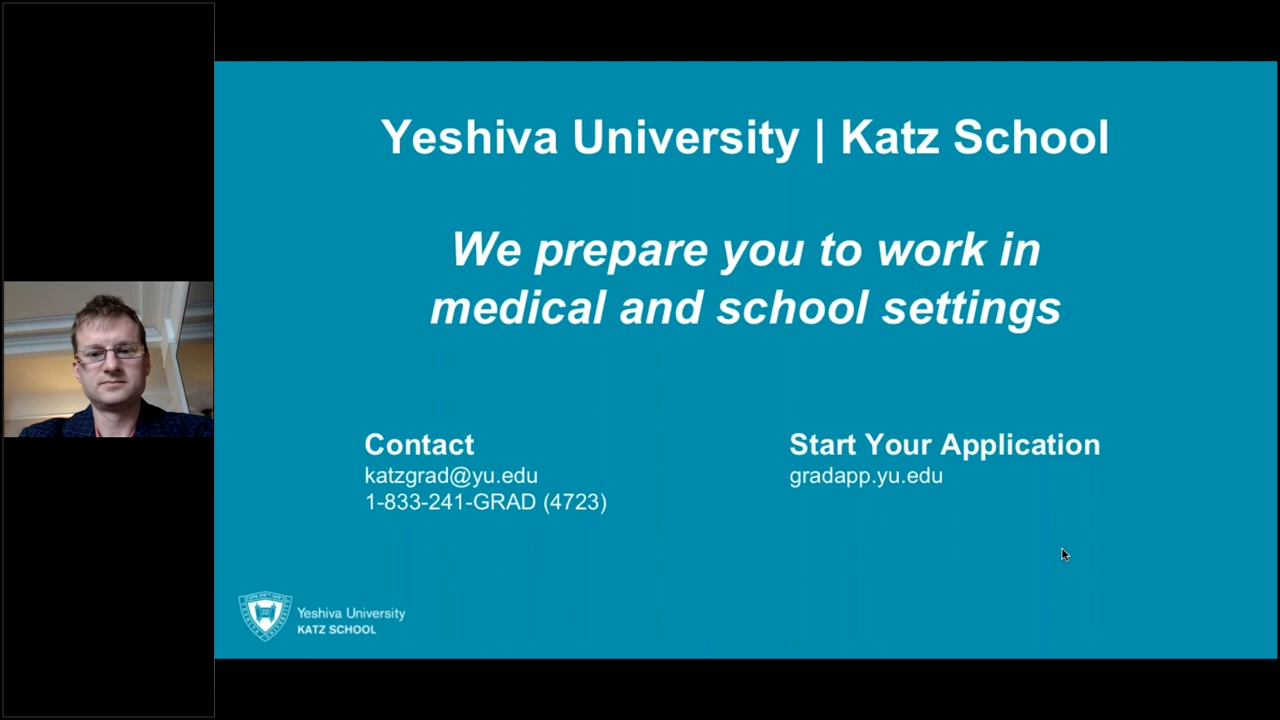 Yeshiva University | Katz School
We prepare you to work in
medical and school settings
Contact
katzgrad@yu.edu
1-833-241-GRAD (4723)
Start Your Application
gradapp.yu.edu
Yeshiva University
KATZ SCHOOL